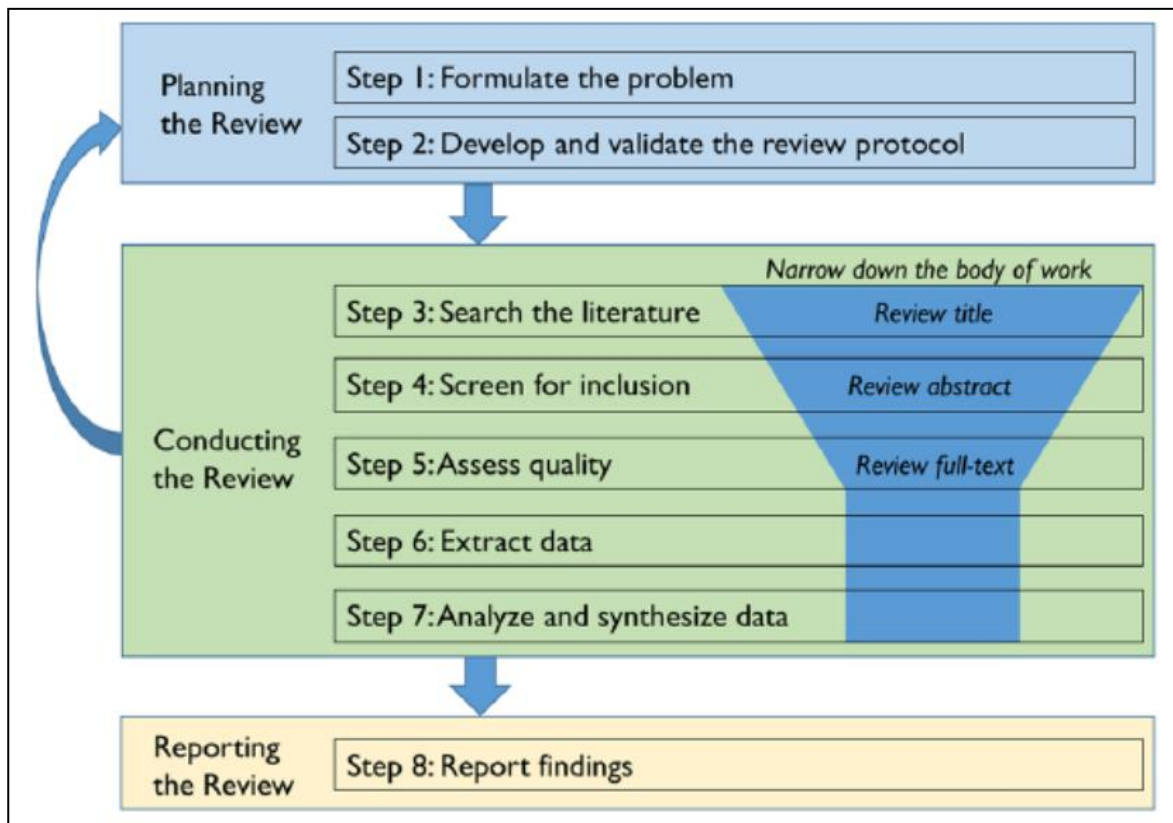 Planning
the Review
Step 1: Formulate the problem
Step 2: Develop and validate the review protocol
Conducting
the Review
Narrow down the body of work
Step 3: Search the literature
Review title
Step 4: Screen for inclusion
Review abstract
Step 5: Assess quality
Review full-text
Step 6: Extract data
Step 7: Analyze and synthesize data
Reporting
the Review
Step 8: Report findings